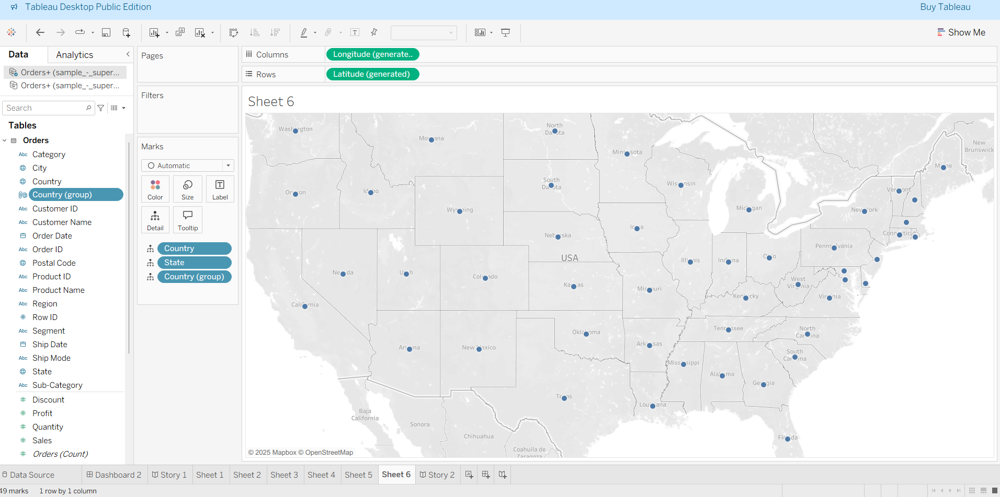 Tableau Desktop Public Edition
Buy Tableau
Show Me
Data
Analytics
Orders+ (sample_-_super...
Orders+ (sample_-_super...
Search
Tables
Orders
Abc Category
City
Country
Country (group)
Abc Customer ID
Abc Customer Name
Order Date
Abc Order ID
Postal Code
Abc Product ID
Abc Product Name
Abc Region
# Row ID
Abc Segment
Ship Date
Abc Ship Mode
State
Abc Sub-Category
# Discount
# Profit
# Quantity
# Sales
# Orders (Count)
Pages
Filters
Marks
Automatic
Color
Size
T
Label
Detail
Tooltip
Country
State
Country (group)
Columns
Longitude (generate..
Rows
Latitude (generated)
Sheet 6
Washington
North
Dakota
Montana
Minnesota
New
Brunswick
Maine
South
Dakota
Wisconsin
Vermont
Oregon
Idaho
Wyoming
Michigan
New York
Iowa
Nebraska
Connecticut
Pennsylvania
USA
Illinois
Indiana
Ohio
Nevada
Utah
Colorado
West
Virginia
Kansas
Missouri
Kentucky
Virginia
California
Oklahoma
Tennessee
North
Carolina
Arizona
New Mexico
Arkansas
South
Carolina
Mississippi
Alabama
Georgia
Texas
Louisiana
Baja
California
Sonora
Chihuahua
Florida
Coahuila de
Zaragoza
© 2025 Mapbox © OpenStreetMap
Data Source
Dashboard 2
Story 1
Sheet 1
Sheet 2
Sheet 3
Sheet 4
Sheet 5
Sheet 6
Story 2
49 marks
1 row by 1 column